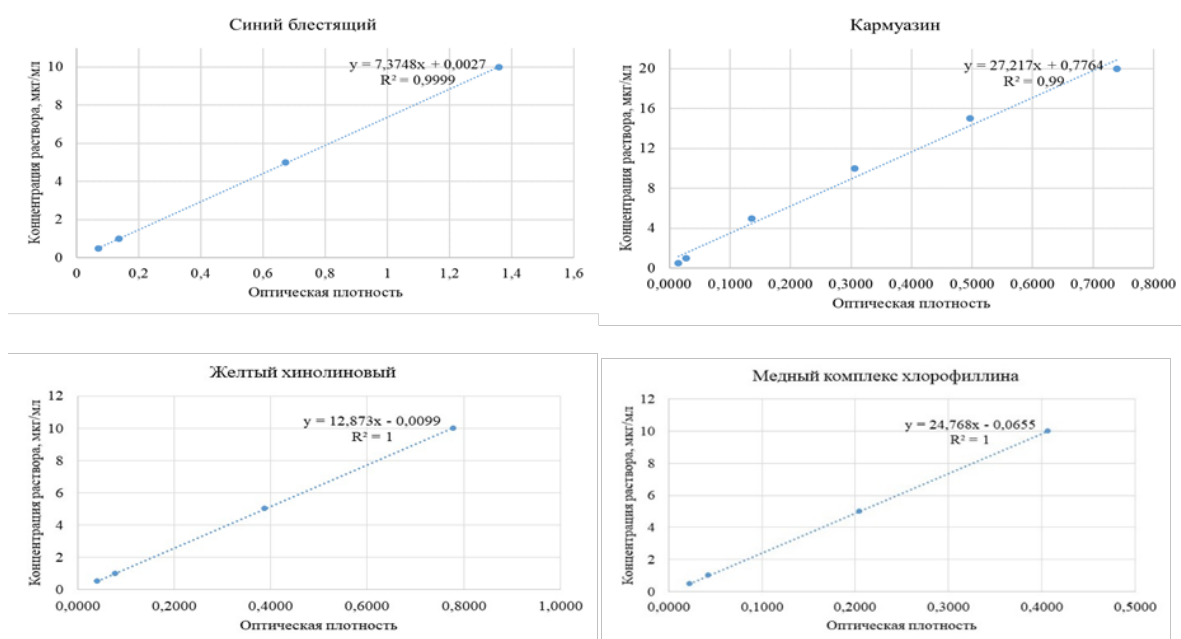 Синий блестящий
Концентрация раствора, мкг/мл
10
8
6
4
2
0
y = 7,3748x + 0,0027
R² = 0,9999
0 0,2 0,4 0,6 0,8 1 1,2 1,4 1,6
Оптическая плотность
Кармуазин
Концентрация раствора, мкг/мл
20
16
12
8
4
0
y = 27,217x + 0,7764
R² = 0,99
0,0000 0,1000 0,2000 0,3000 0,4000 0,5000 0,6000 0,7000 0,8000
Оптическая плотность
Желтый хинолиновый
Концентрация раствора, мкг/мл
12
10
8
6
4
2
0
y = 12,873x - 0,0099
R² = 1
0,0000 0,2000 0,4000 0,6000 0,8000 1,0000
Оптическая плотность
Медный комплекс хлорофиллина
Концентрация раствора, мкг/мл
12
10
8
6
4
2
0
y = 24,768x - 0,0655
R² = 1
0,0000 0,1000 0,2000 0,3000 0,4000 0,5000
Оптическая плотность